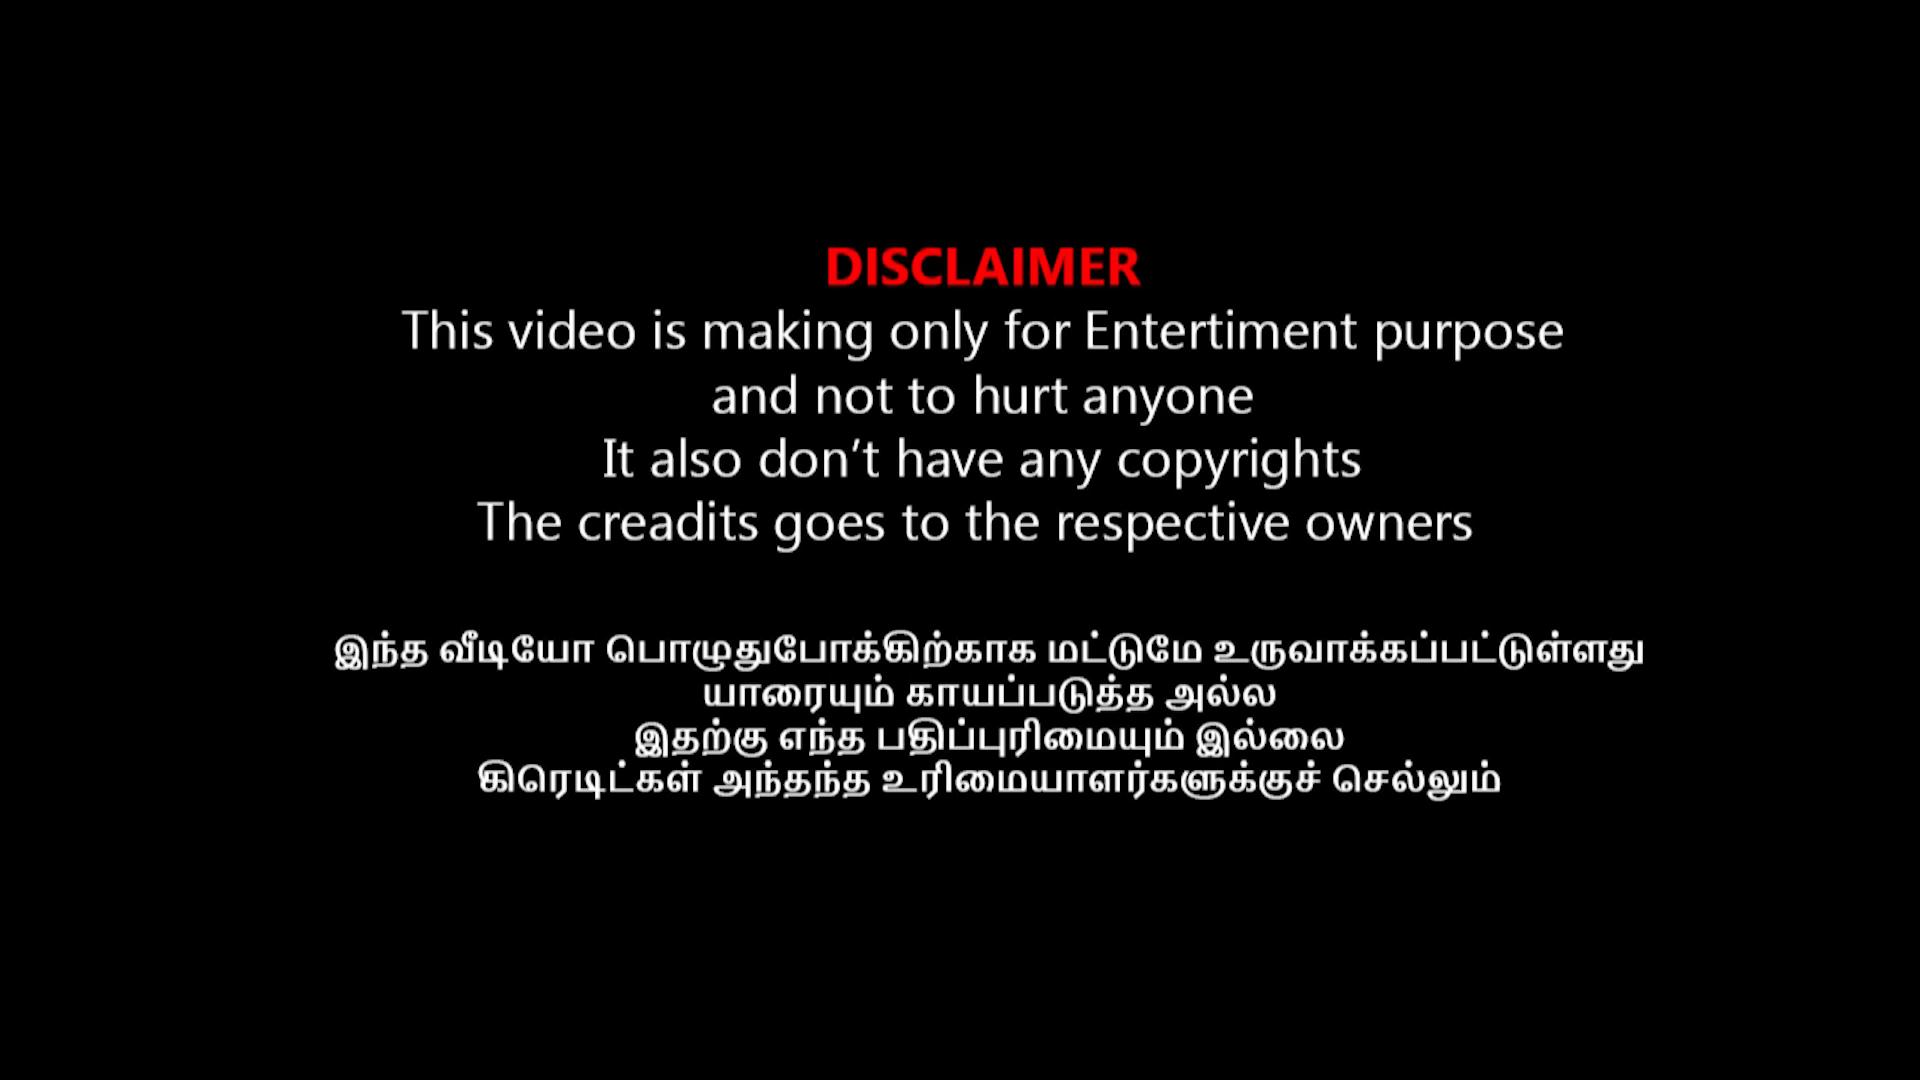 DISCLAIMER
This video is making only for Entertiment purpose
and not to hurt anyone
It also don’t have any copyrights
The creadits goes to the respective owners
இந்த வீடியோ பொழுதுபோக்கிற்காக மட்டுமே உருவாக்கப்பட்டுள்ளது
யாரையும் காயப்படுத்த அல்ல
இதற்கு எந்த பதிப்புரிமையும் இல்லை
கிரெடிட்கள் அந்தந்த உரிமையாளர்களுக்குச் செல்லும்